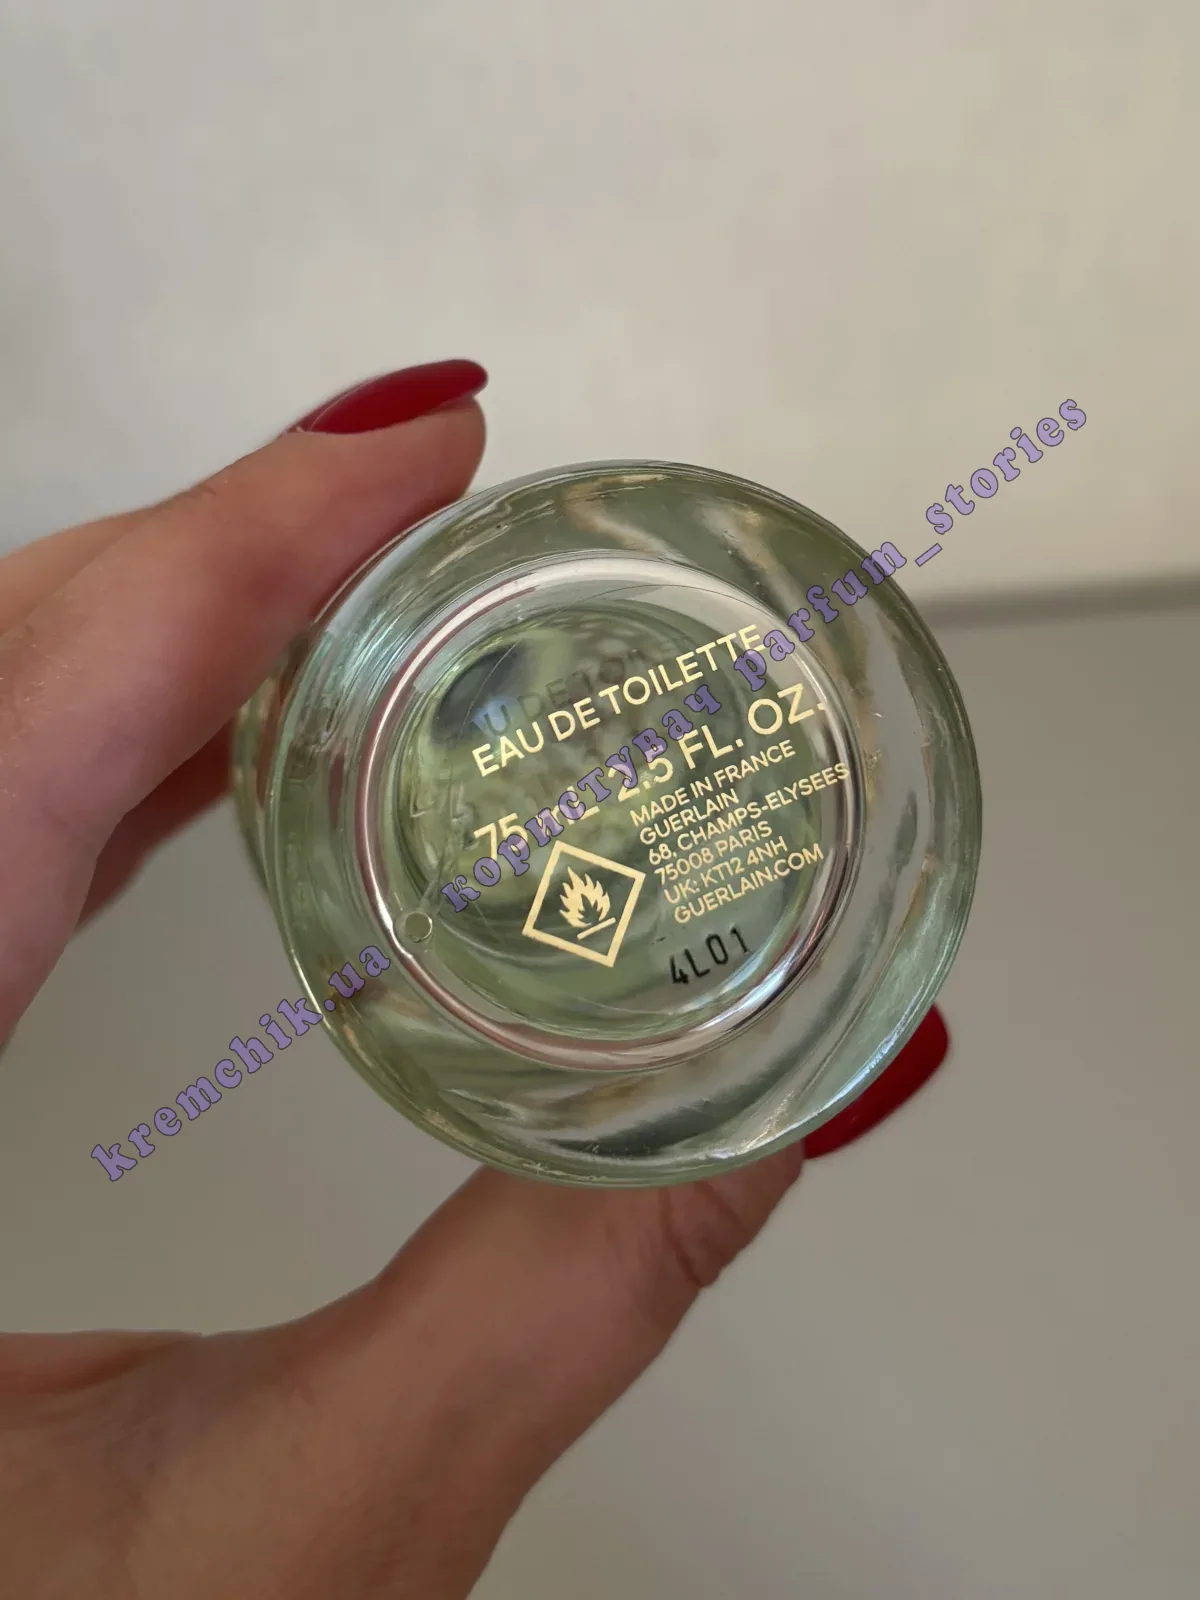 EAU DE TOILETTE
75 mL 2.5 FL. OZ.
MADE IN FRANCE
GUERLAIN
68, CHAMPS-ELYSEES
75008 PARIS
UK: KT12 4NH
GUERLAIN.COM
4L01
kremchik.ua користувач parfum_stories